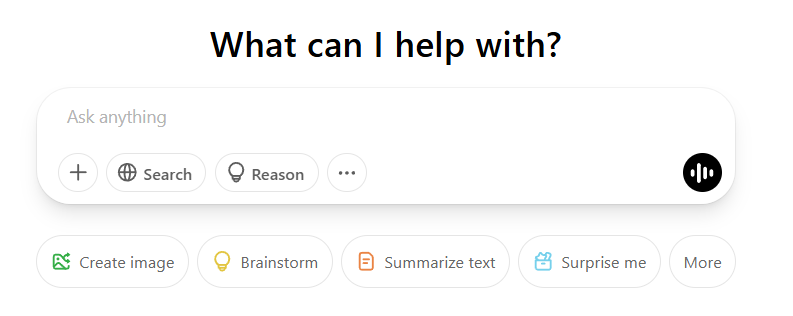 What can I help with?
Ask anything
Search Reason
Create image Brainstorm Summarize text Surprise me More